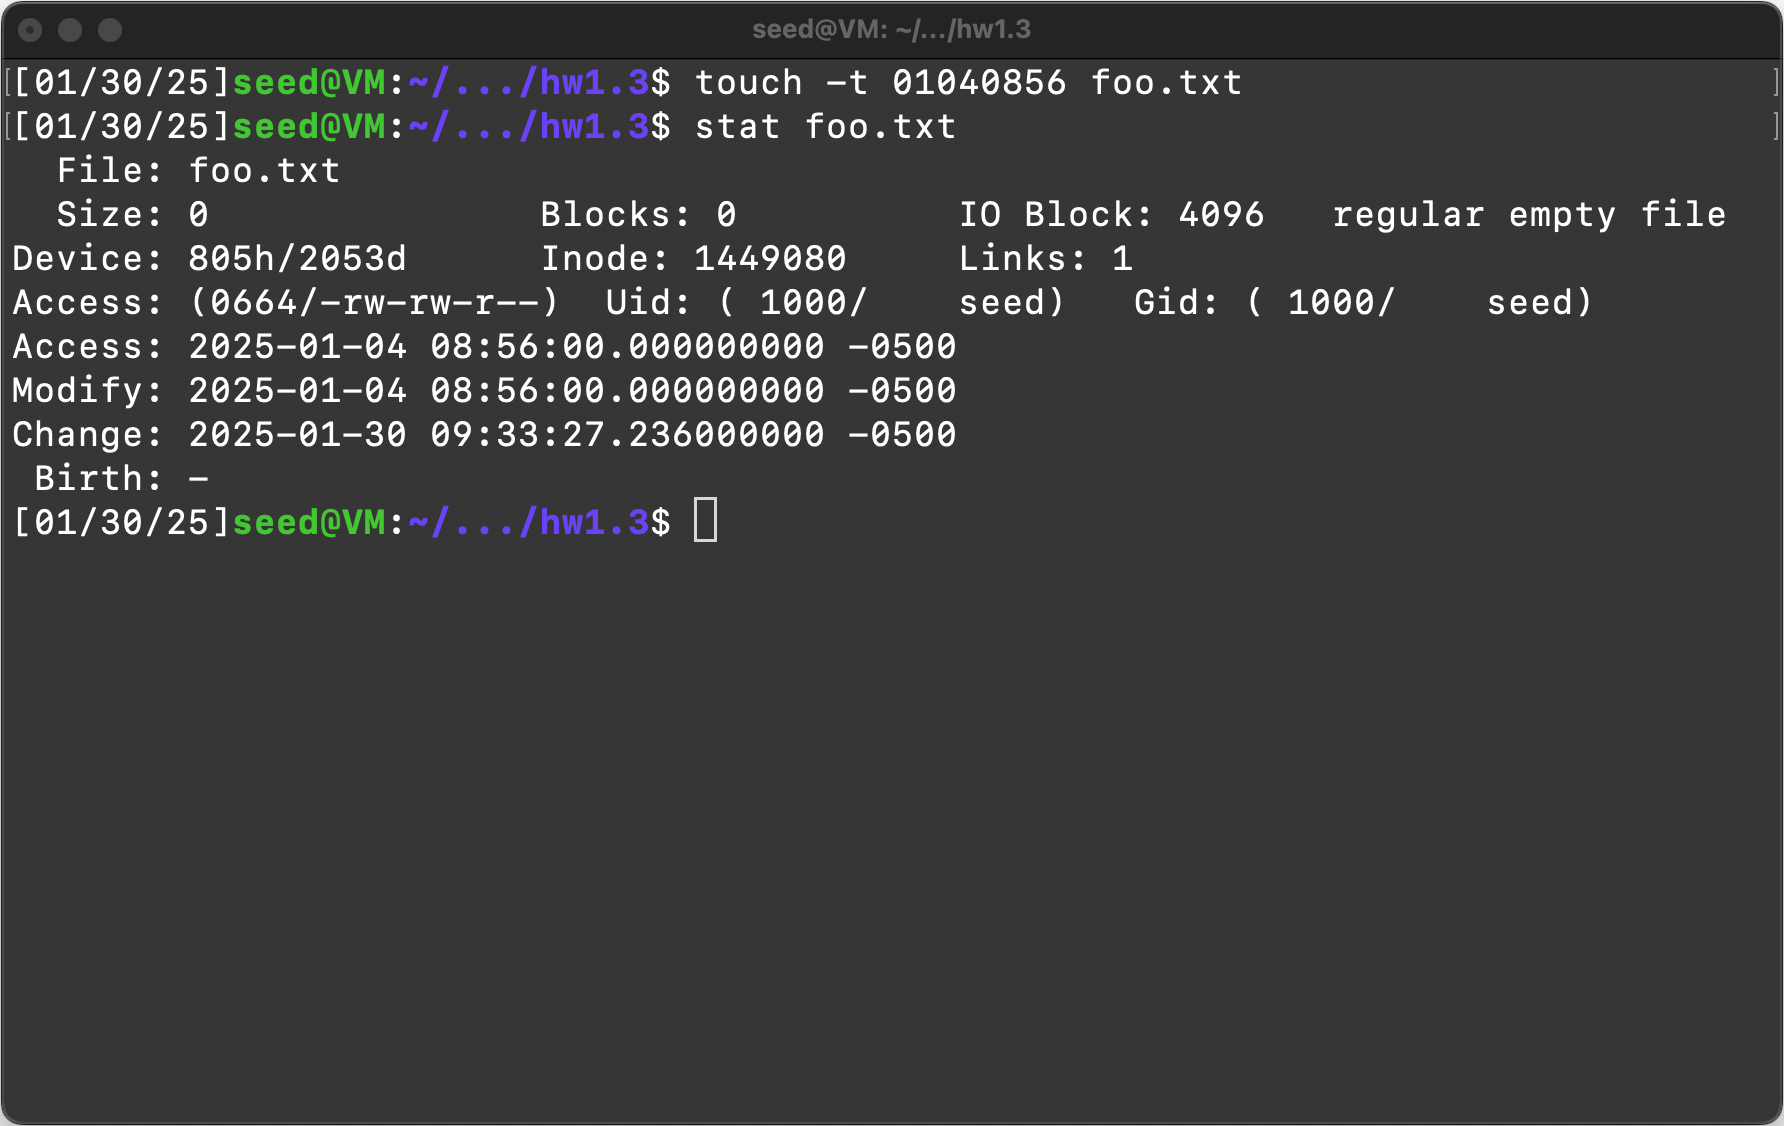 seed@VM: ~/.../hw1.3
[[01/30/25]seed@VM:~/.../hw1.3$ touch -t 01040856 foo.txt ]
[[01/30/25]seed@VM:~/.../hw1.3$ stat foo.txt ]
  File: foo.txt
  Size: 0               Blocks: 0          IO Block: 4096   regular empty file
Device: 805h/2053d      Inode: 1449080     Links: 1
Access: (0664/-rw-rw-r--)  Uid: ( 1000/    seed)   Gid: ( 1000/    seed)
Access: 2025-01-04 08:56:00.000000000 -0500
Modify: 2025-01-04 08:56:00.000000000 -0500
Change: 2025-01-30 09:33:27.236000000 -0500
 Birth: -
[01/30/25]seed@VM:~/.../hw1.3$